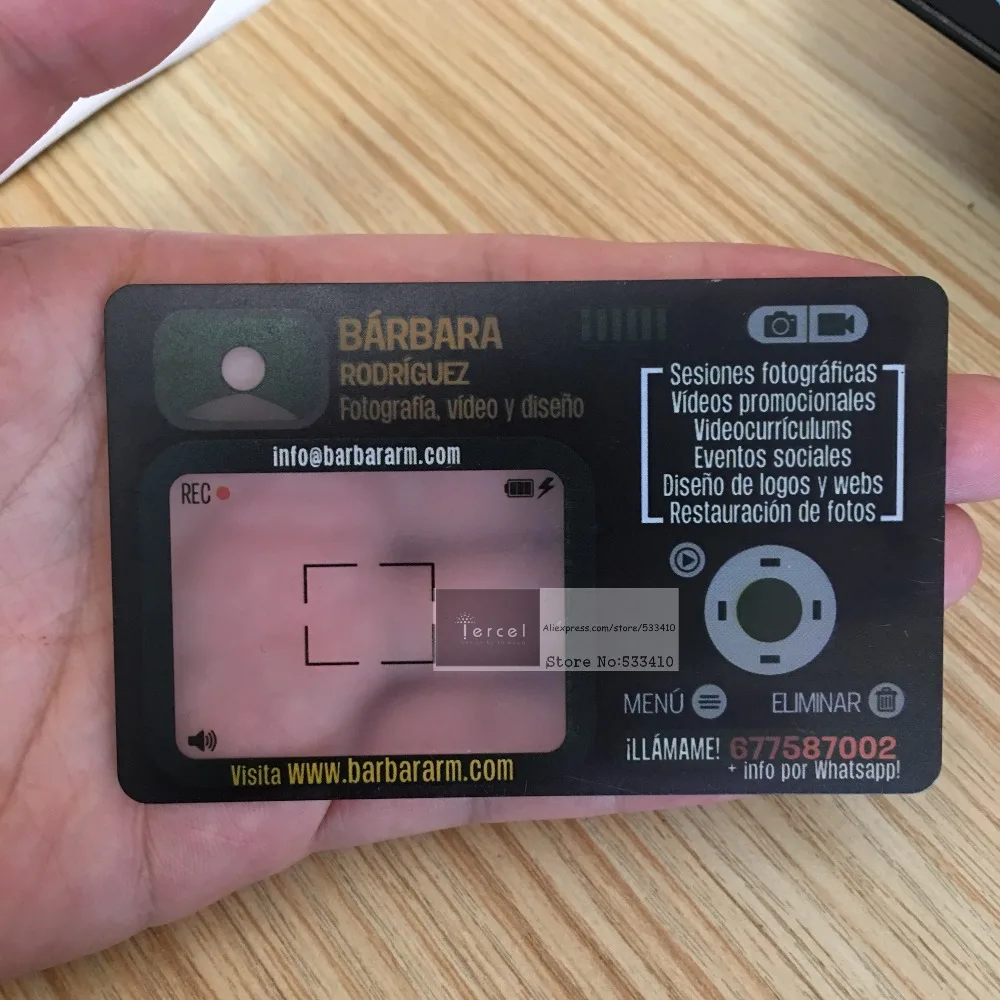 BÁRBARA
RODRÍGUEZ
Fotografía, vídeo y diseño
info@barbararm.com
REC
Visita www.barbararm.com
Sesiones fotográficas
Vídeos promocionales
Videocurrículums
Eventos sociales
Diseño de logos y webs
Restauración de fotos
MENÚ
ELIMINAR
¡LLÁMAME! 677587002
+ info por Whatsapp!
Tercel
Aliexpress.com/store/533410
Store No:533410